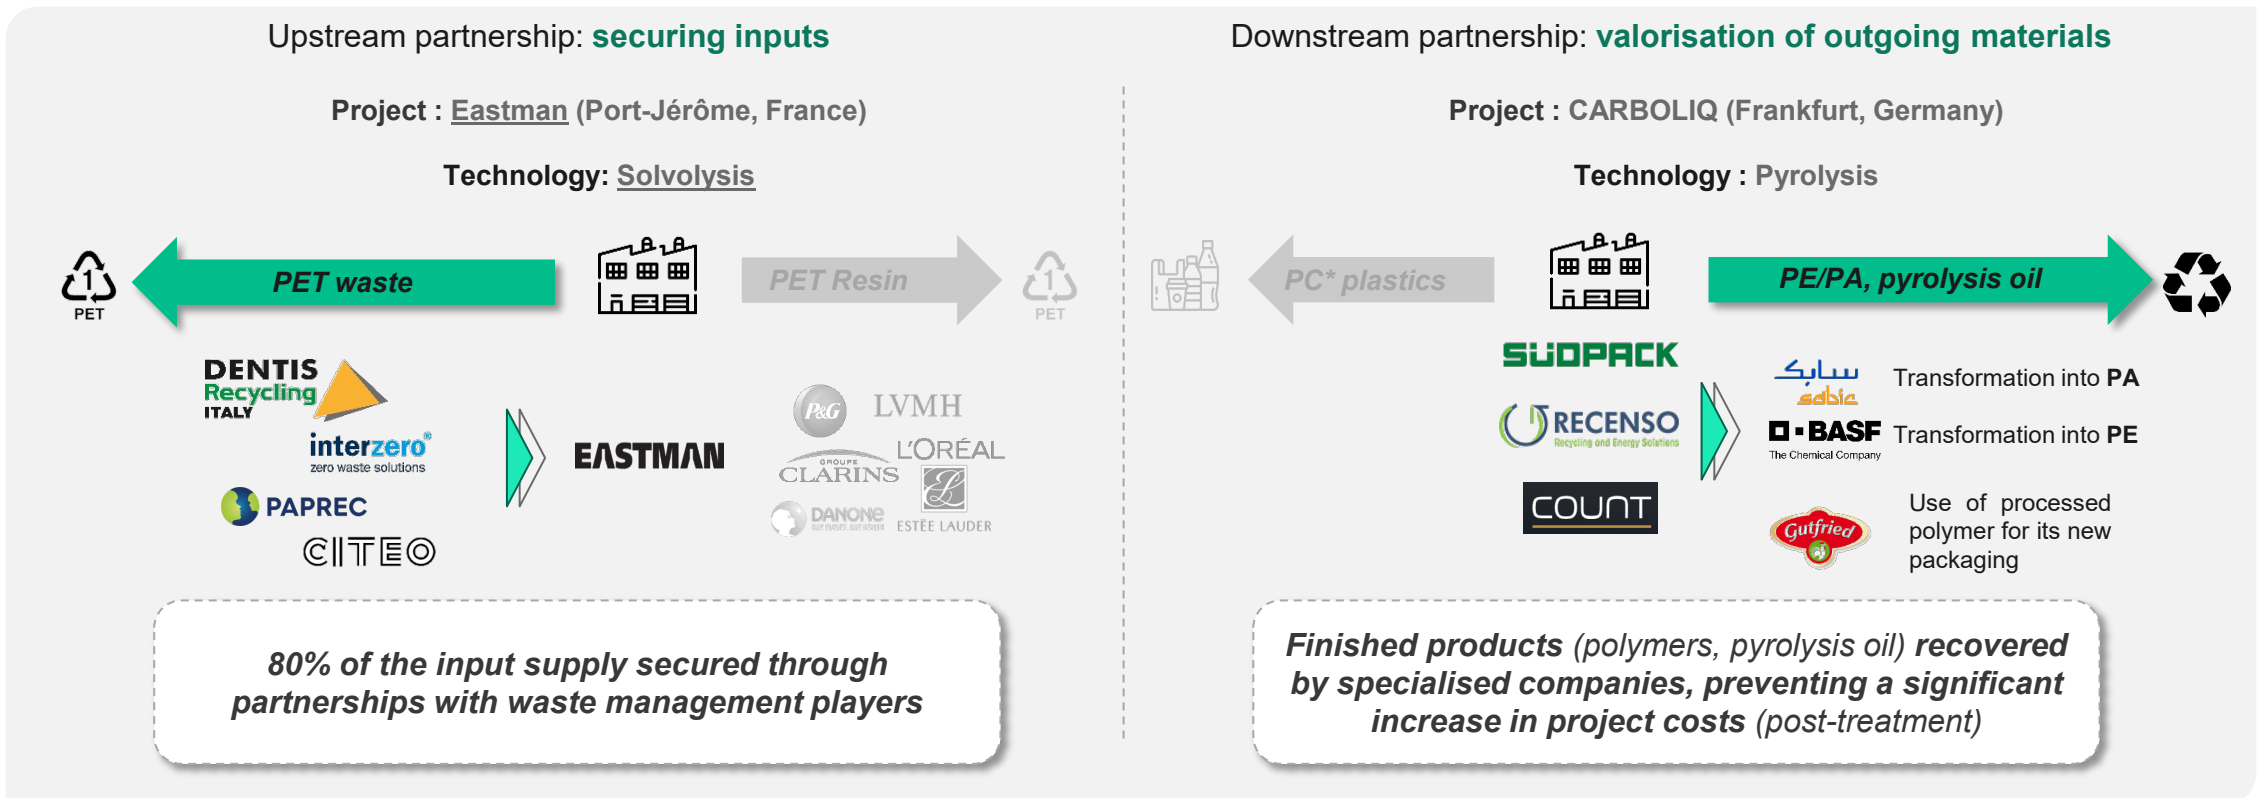 Upstream partnership: securing inputs
Project : Eastman (Port-Jérôme, France)
Technology: Solvolysis
1
PET
PET waste
PET Resin
1
PET
DENTIS
Recycling
ITALY
interzero®
zero waste solutions
PAPREC
CITEO
EASTMAN
P&G
LVMH
L'ORÉAL
GROUPE
CLARINS
DANONE
ESTĒE LAUDER
80% of the input supply secured through
partnerships with waste management players
Downstream partnership: valorisation of outgoing materials
Project : CARBOLIQ (Frankfurt, Germany)
Technology : Pyrolysis
PC* plastics
PE/PA, pyrolysis oil
SÜDPACK
RECENSO
Recycling and Energy Solutions
COUNT
سابك
sabic
Transformation into PA
BASF
The Chemical Company
Transformation into PE
Gutfried
Use of processed
polymer for its new
packaging
Finished products (polymers, pyrolysis oil) recovered
by specialised companies, preventing a significant
increase in project costs (post-treatment)